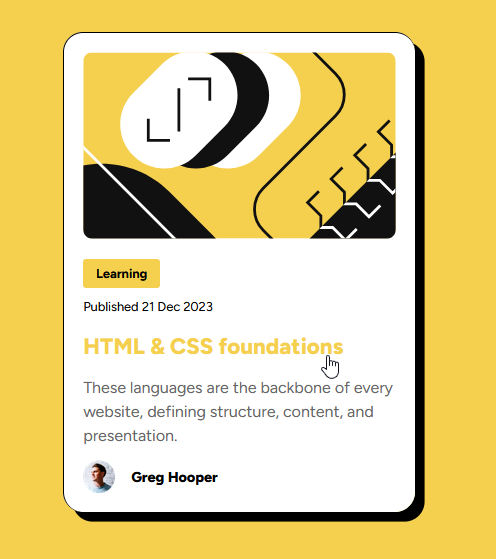 Learning
Published 21 Dec 2023
HTML & CSS foundations
These languages are the backbone of every
website, defining structure, content, and
presentation.
Greg Hooper